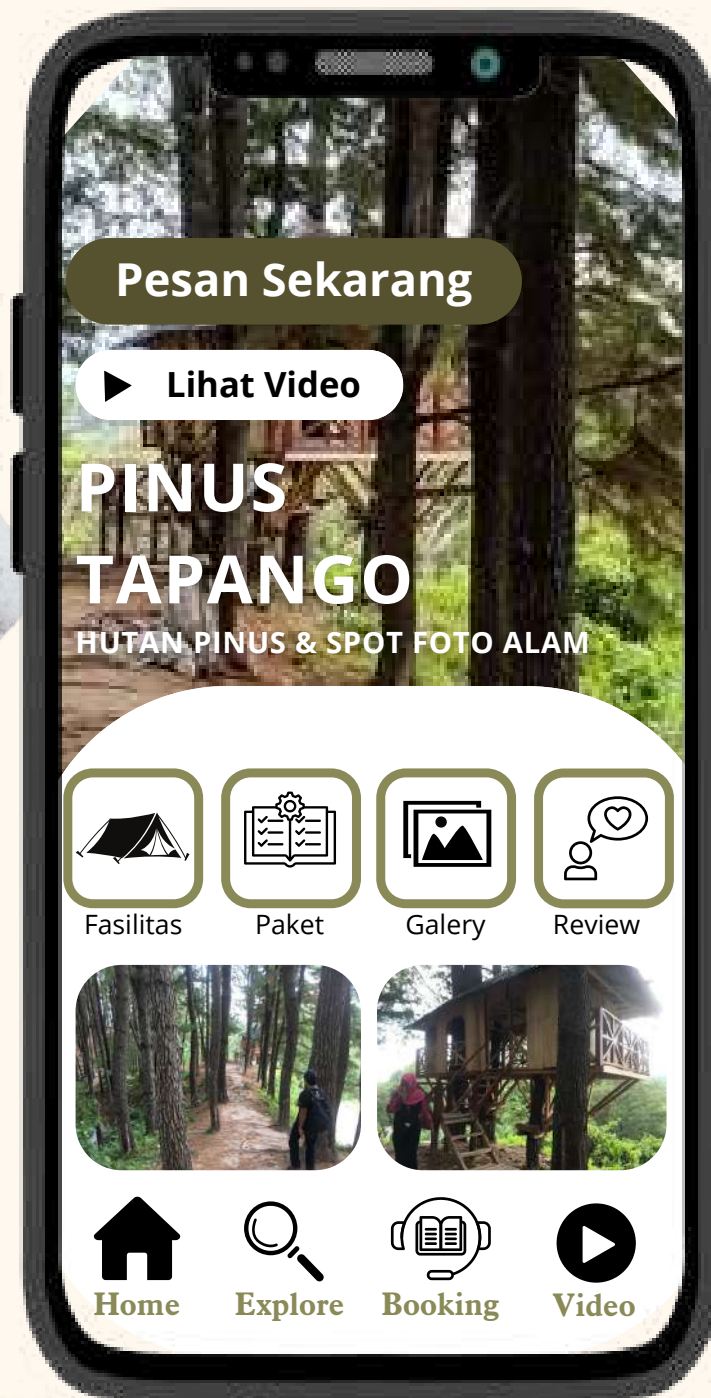 Pesan Sekarang
Lihat Video
PINUS
TAPANGO
HUTAN PINUS & SPOT FOTO ALAM
Fasilitas
Paket
Galery
Review
Home
Explore
Booking
Video